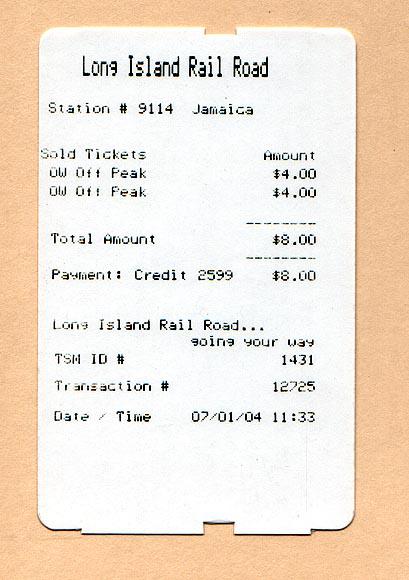 Long Island Rail Road
Station # 9114 Jamaica
Sold Tickets Amount
OW Off Peak $4.00
OW Off Peak $4.00
--------
Total Amount $8.00
--------
Payment: Credit 2599 $8.00
Long Island Rail Road...
going your way
TSM ID # 1431
Transaction # 12725
Date / Time 07/01/04 11:33